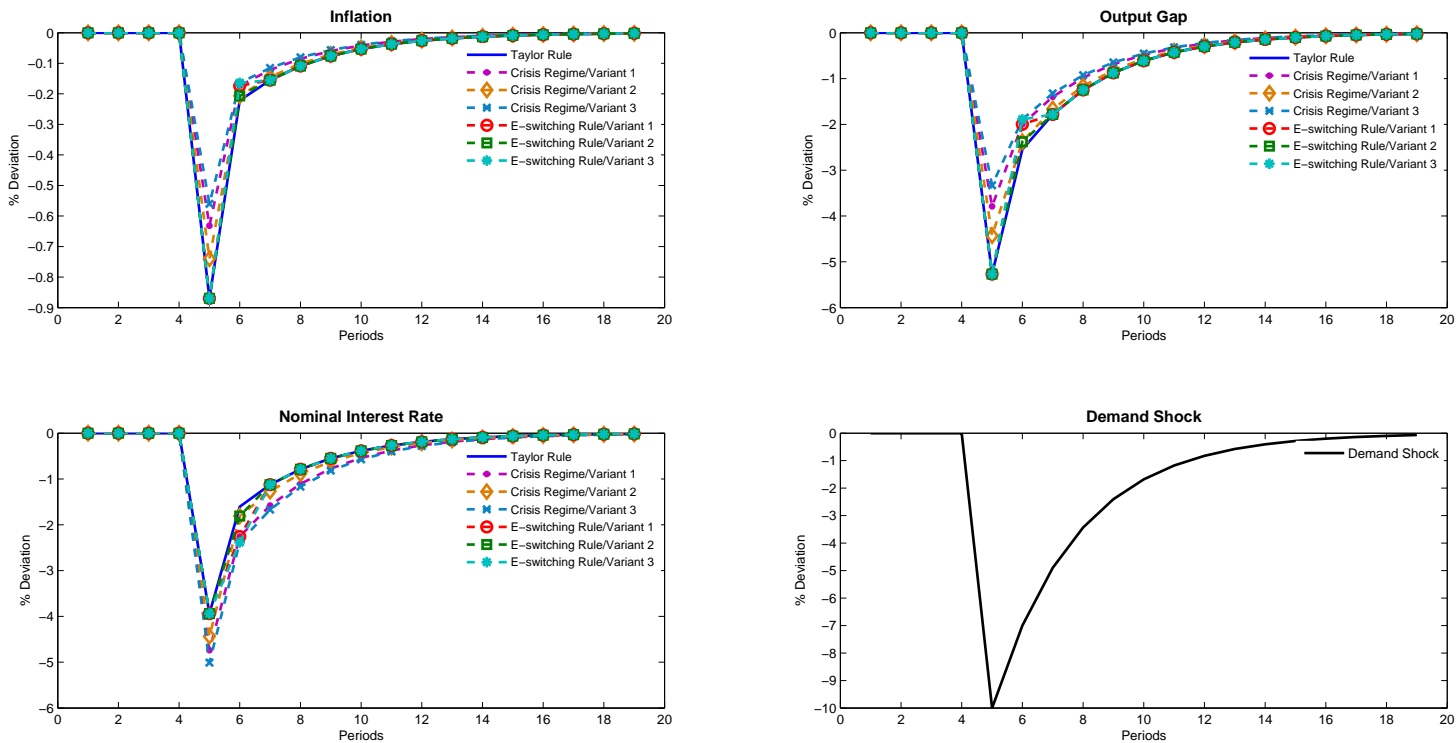 Inflation
0
−0.1
−0.2
−0.3
−0.4
−0.5
−0.6
−0.7
−0.8
−0.9
% Deviation
0 2 4 6 8 10 12 14 16 18 20
Periods
Taylor Rule
Crisis Regime/Variant 1
Crisis Regime/Variant 2
Crisis Regime/Variant 3
E−switching Rule/Variant 1
E−switching Rule/Variant 2
E−switching Rule/Variant 3
Output Gap
0
−1
−2
−3
−4
−5
−6
% Deviation
0 2 4 6 8 10 12 14 16 18 20
Periods
Taylor Rule
Crisis Regime/Variant 1
Crisis Regime/Variant 2
Crisis Regime/Variant 3
E−switching Rule/Variant 1
E−switching Rule/Variant 2
E−switching Rule/Variant 3
Nominal Interest Rate
0
−1
−2
−3
−4
−5
−6
% Deviation
0 2 4 6 8 10 12 14 16 18 20
Periods
Taylor Rule
Crisis Regime/Variant 1
Crisis Regime/Variant 2
Crisis Regime/Variant 3
E−switching Rule/Variant 1
E−switching Rule/Variant 2
E−switching Rule/Variant 3
Demand Shock
0
−1
−2
−3
−4
−5
−6
−7
−8
−9
−10
% Deviation
0 2 4 6 8 10 12 14 16 18 20
Periods
Demand Shock